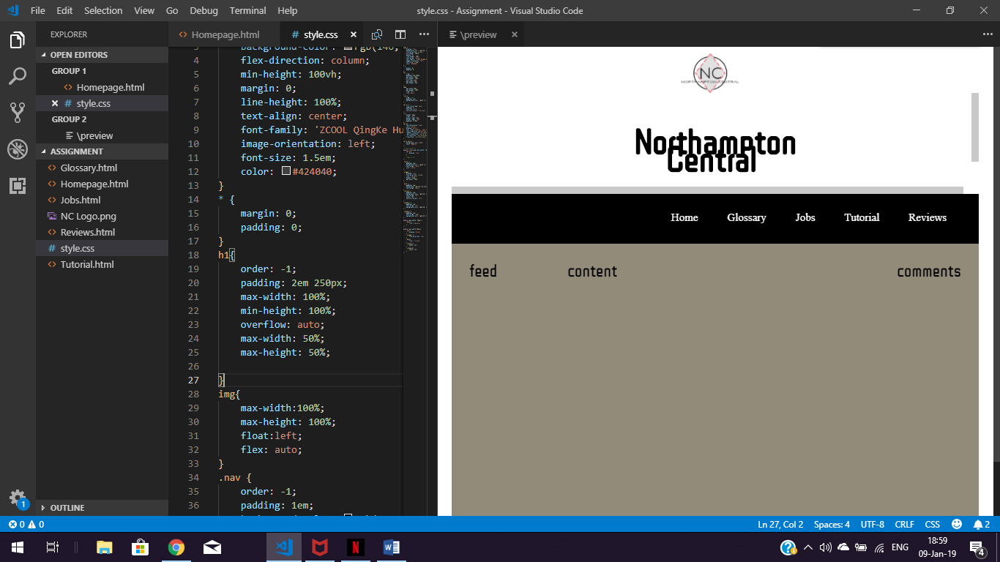 File Edit Selection View Go Debug Terminal Help
style.css - Assignment - Visual Studio Code
EXPLORER
OPEN EDITORS
GROUP 1
Homepage.html
style.css
GROUP 2
\preview
ASSIGNMENT
Glossary.html
Homepage.html
Jobs.html
NC Logo.png
Reviews.html
style.css
Tutorial.html
OUTLINE
1
Homepage.html
style.css
3 background-color: rgb(146,
4 flex-direction: column;
5 min-height: 100vh;
6 margin: 0;
7 line-height: 100%;
8 text-align: center;
9 font-family: 'ZCOOL QingKe Hu
10 image-orientation: left;
11 font-size: 1.5em;
12 color: #424040;
13 }
14 * {
15 margin: 0;
16 padding: 0;
17 }
18 h1{
19 order: -1;
20 padding: 2em 250px;
21 max-width: 100%;
22 min-height: 100%;
23 overflow: auto;
24 max-width: 50%;
25 max-height: 50%;
26
27 }
28 img{
29 max-width:100%;
30 max-height: 100%;
31 float:left;
32 flex: auto;
33 }
34 .nav {
35 order: -1;
36 padding: 1em;
\preview
NC
NORTHAMPTON CENTRAL
Northampton
Central
Home Glossary Jobs Tutorial Reviews
feed content comments
0 0
Ln 27, Col 2 Spaces: 4 UTF-8 CRLF CSS 2
ENG
18:59
09-Jan-19
4